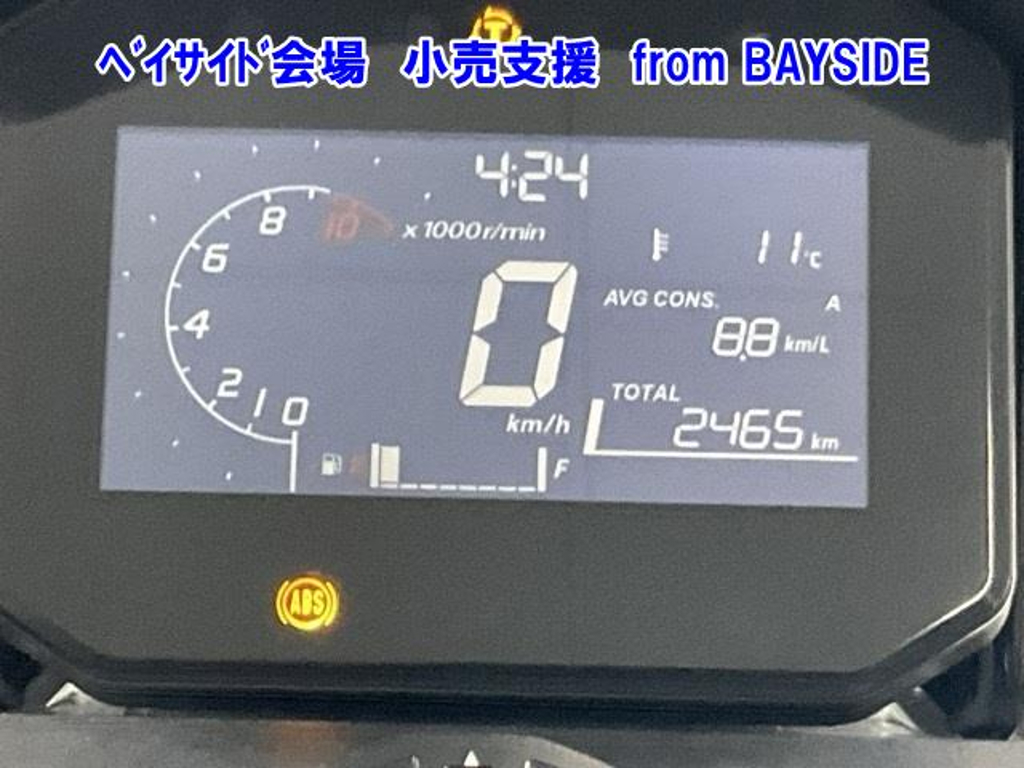 ﾍﾞｲｻｲﾄﾞ会場 小売支援 from BAYSIDE
T
4:24
8 10 x 1000 r/min
11 °C
6
AVG CONS. A
4
8.8 km/L
0
2 1 0
TOTAL
2465 km
km/h
F
ABS